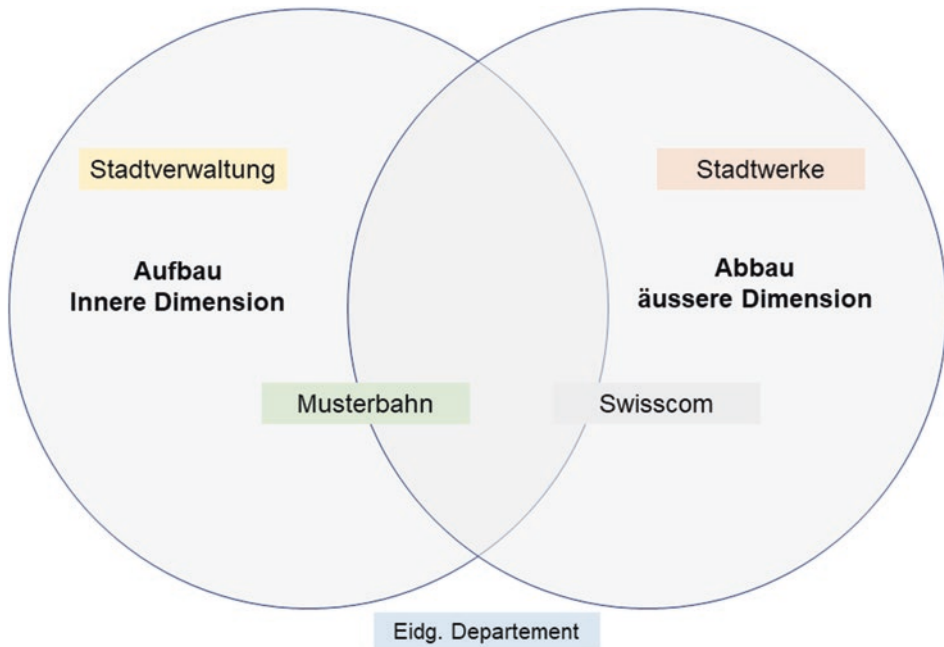 Stadtverwaltung
Stadtwerke
Aufbau
Innere Dimension
Abbau
äussere Dimension
Musterbahn
Swisscom
Eidg. Departement